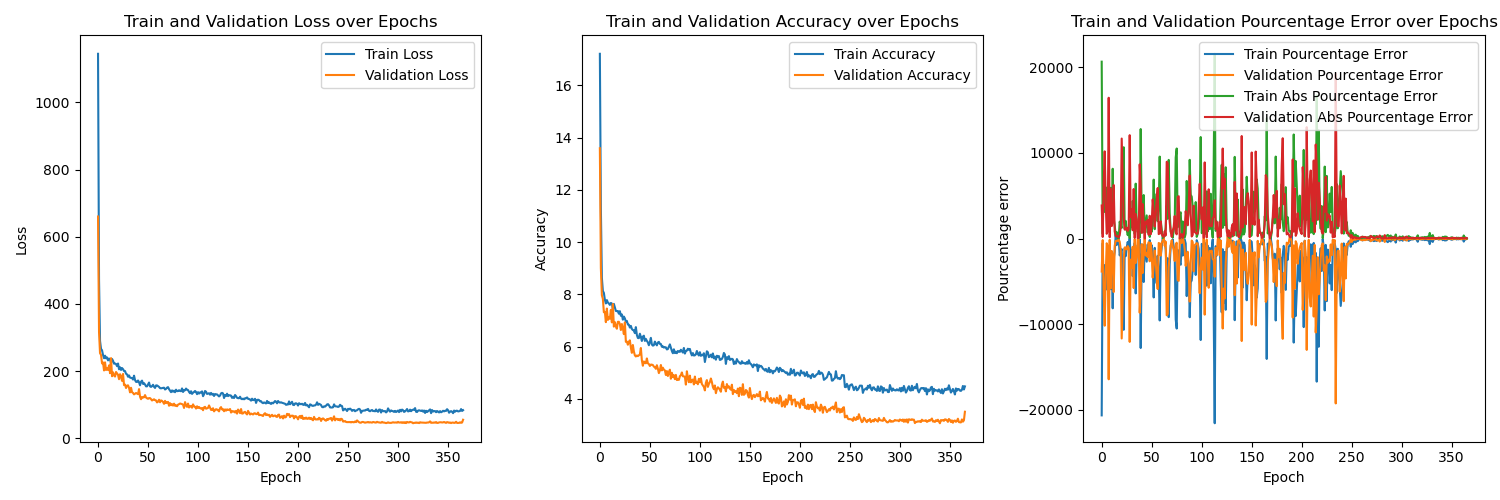 Train and Validation Loss over Epochs
Train Loss
Validation Loss
Loss
1000
800
600
400
200
0
0 50 100 150 200 250 300 350
Epoch
Train and Validation Accuracy over Epochs
Train Accuracy
Validation Accuracy
Accuracy
16
14
12
10
8
6
4
0 50 100 150 200 250 300 350
Epoch
Train and Validation Pourcentage Error over Epochs
Train Pourcentage Error
Validation Pourcentage Error
Train Abs Pourcentage Error
Validation Abs Pourcentage Error
Pourcentage error
20000
10000
0
−10000
−20000
0 50 100 150 200 250 300 350
Epoch